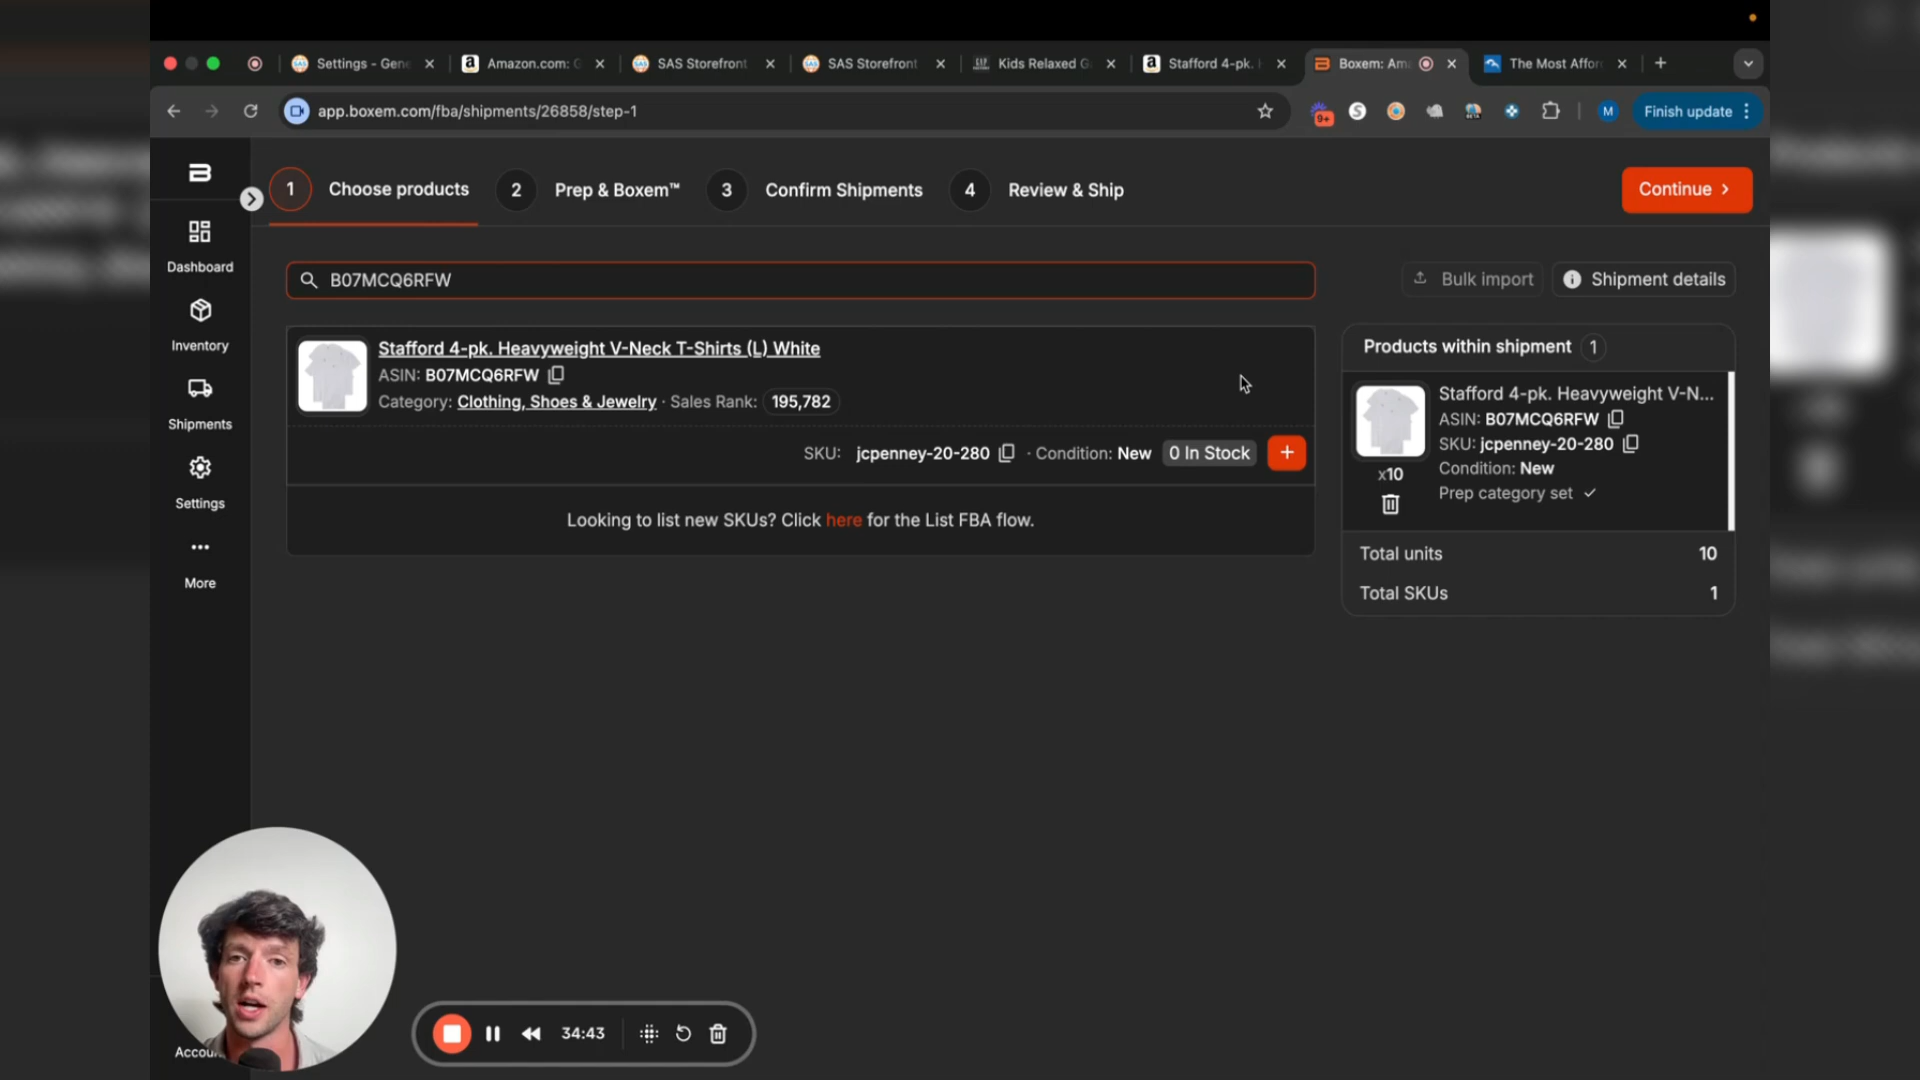 Settings - Gene
Amazon.com: G
SAS Storefront
SAS Storefront
Kids Relaxed G
Stafford 4-pk. H
Boxem: Ama
The Most Affor
app.boxem.com/fba/shipments/26858/step-1
9+
M
Finish update
1
Choose products
2
Prep & Boxem™
3
Confirm Shipments
4
Review & Ship
Continue
Dashboard
Inventory
Shipments
Settings
More
B07MCQ6RFW
Bulk import
Shipment details
Stafford 4-pk. Heavyweight V-Neck T-Shirts (L) White
ASIN: B07MCQ6RFW
Category: Clothing, Shoes & Jewelry · Sales Rank: 195,782
SKU: jcpenney-20-280 · Condition: New 0 In Stock
Looking to list new SKUs? Click here for the List FBA flow.
Products within shipment 1
Stafford 4-pk. Heavyweight V-N...
ASIN: B07MCQ6RFW
SKU: jcpenney-20-280
x10
Condition: New
Prep category set
Total units 10
Total SKUs 1
34:43
Accou